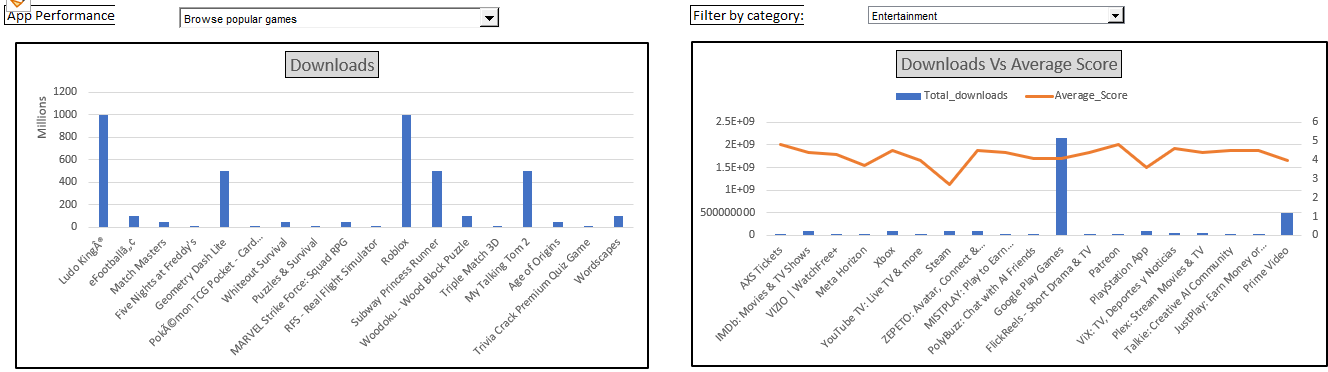 App Performance
Browse popular games
Filter by category:
Entertainment
Downloads
Millions
1200
1000
800
600
400
200
0
Ludo KingÂ®
eFootballâ„¢
Match Masters
Five Nights at Freddy's
Geometry Dash Lite
PokÃ©mon TCG Pocket - Card...
Whiteout Survival
Puzzles & Survival
MARVEL Strike Force: Squad RPG
RFS - Real Flight Simulator
Roblox
Subway Princess Runner
Woodoku - Wood Block Puzzle
Triple Match 3D
My Talking Tom 2
Age of Origins
Trivia Crack Premium Quiz Game
Wordscapes
Downloads Vs Average Score
Total_downloads
Average_Score
2.5E+09
2E+09
1.5E+09
1E+09
500000000
0
6
5
4
3
2
1
0
AXS Tickets
IMDb: Movies & TV Shows
VIZIO | WatchFree+
Meta Horizon
Xbox
YouTube TV: Live TV & more
Steam
ZEPETO: Avatar, Connect &...
MISTPLAY: Play to Earn...
PolyBuzz: Chat with AI Friends
Google Play Games
FlickReels - Short Drama & TV
Patreon
PlayStation App
ViX: TV, Deportes y Noticias
Plex: Stream Movies & TV
Talkie: Creative AI Community
JustPlay: Earn Money or...
Prime Video